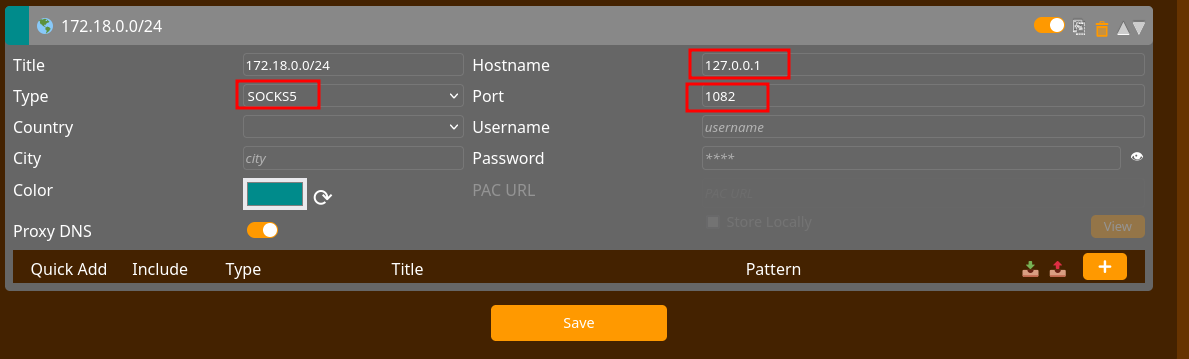 172.18.0.0/24
Title 172.18.0.0/24 Hostname 127.0.0.1
Type SOCKS5 Port 1082
Country Username username
City city Password ****
Color PAC URL PAC URL
Store Locally View
Proxy DNS
Quick Add Include Type Title Pattern +
Save